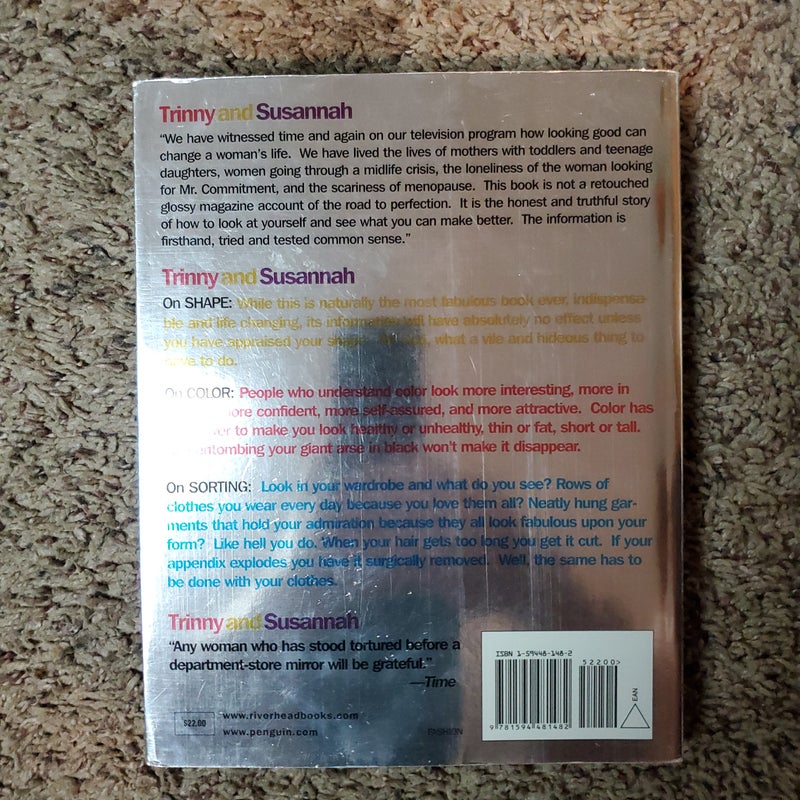 Trinny and Susannah
“We have witnessed time and again on our television program how looking good can
change a woman's life. We have lived the lives of mothers with toddlers and teenage
daughters, women going through a midlife crisis, the loneliness of the woman looking
for Mr. Commitment, and the scariness of menopause. This book is not a retouched
glossy magazine account of the road to perfection. It is the honest and truthful story
of how to look at yourself and see what you can make better. The information is
firsthand, tried and tested common sense.”
Trinny and Susannah
On SHAPE: While this is naturally the most fabulous book ever, indispensa-
ble and life changing, its information will have absolutely no effect unless
you have appraised your shape. what a vile and hideous thing to
have to do.
On COLOR: People who understand color look more interesting, more in
more confident, more self-assured, and more attractive. Color has
to make you look healthy or unhealthy, thin or fat, short or tall.
entombing your giant arse in black won't make it disappear.
On SORTING: Look in your wardrobe and what do you see? Rows of
clothes you wear every day because you love them all? Neatly hung gar-
ments that hold your admiration because they all look fabulous upon your
form? Like hell you do. When your hair gets too long you get it cut. If your
appendix explodes you have it surgically removed. Well, the same has to
be done with your clothes.
Trinny and Susannah
“Any woman who has stood tortured before a
department-store mirror will be grateful.”
—Time
$22.00
www.riverheadbooks.com
www.penguin.com
FASHION
ISBN 1-59448-148-2
52200>
9 781594 481482
EAN